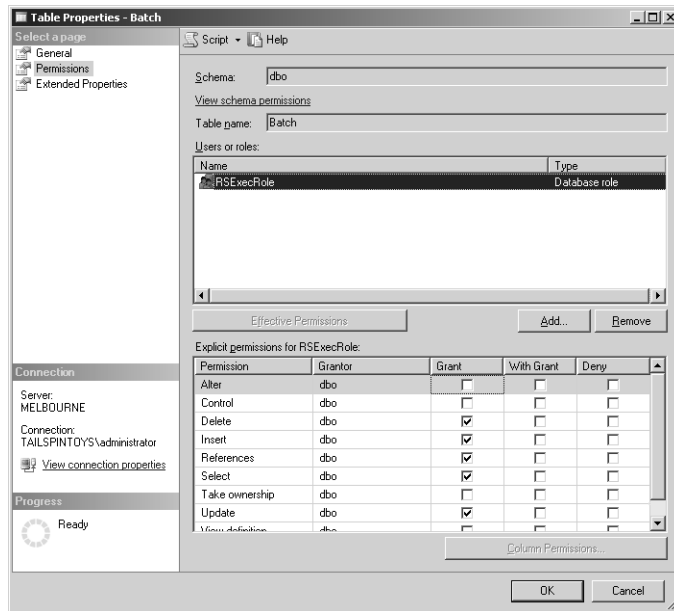 Table Properties - Batch
Select a page
General
Permissions
Extended Properties
Script Help
Schema: dbo
View schema permissions
Table name: Batch
Users or roles:
Name Type
RSExecRole Database role
Effective Permissions Add... Remove
Explicit permissions for RSExecRole:
Permission Grantor Grant With Grant Deny
Alter dbo
Control dbo
Delete dbo
Insert dbo
References dbo
Select dbo
Take ownership dbo
Update dbo
View definition dbo
Column Permissions...
Connection
Server:
MELBOURNE
Connection:
TAILSPINTOYS\administrator
View connection properties
Progress
Ready
OK Cancel